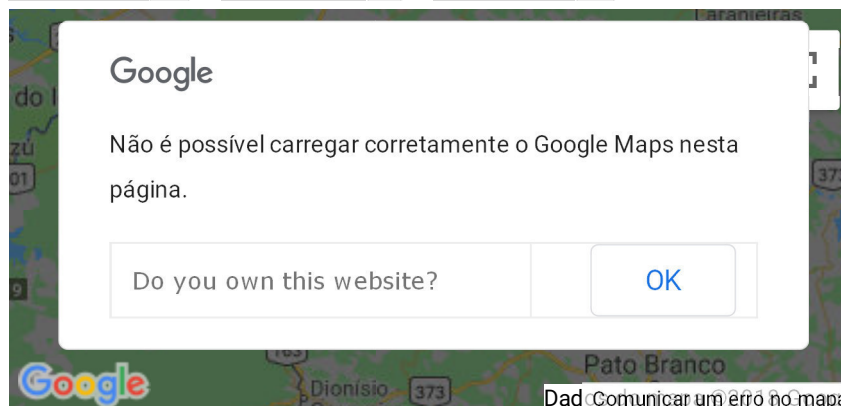 Laranjeiras
do I
Google
Não é possível carregar corretamente o Google Maps nesta
página.
zú
01
373
Do you own this website?
OK
9
163
Pato Branco
Google
Dionísio
373
Dad
Comunicar um erro no mapa